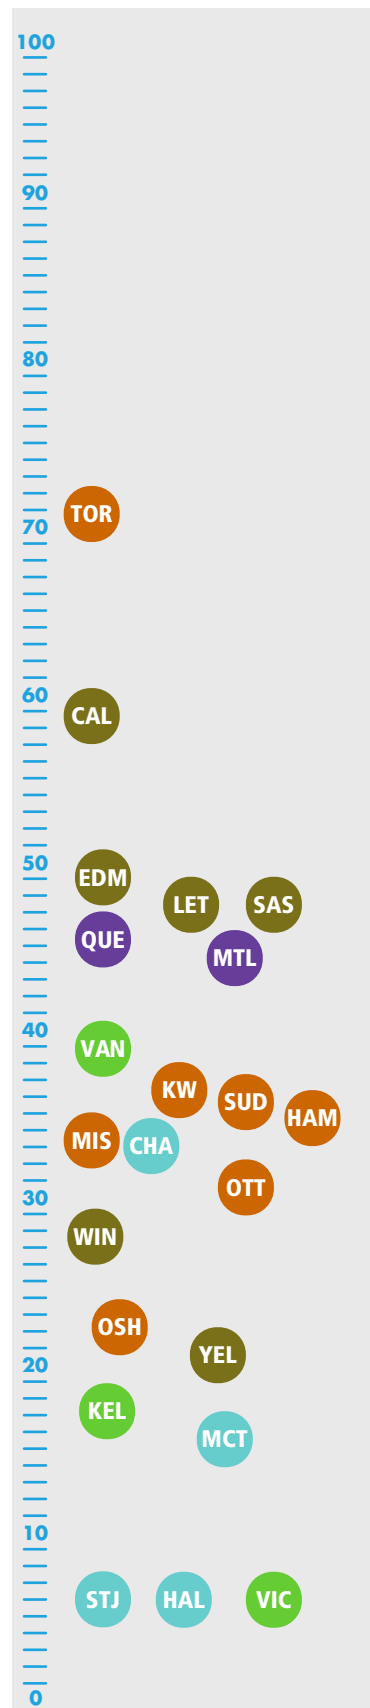 100
90
80
TOR
70
60
CAL
50
EDM
LET SAS
QUE
MTL
40
VAN
KW
SUD
HAM
MIS
CHA
OTT
30
WIN
OSH
YEL
20
KEL
MCT
10
STJ HAL VIC
0